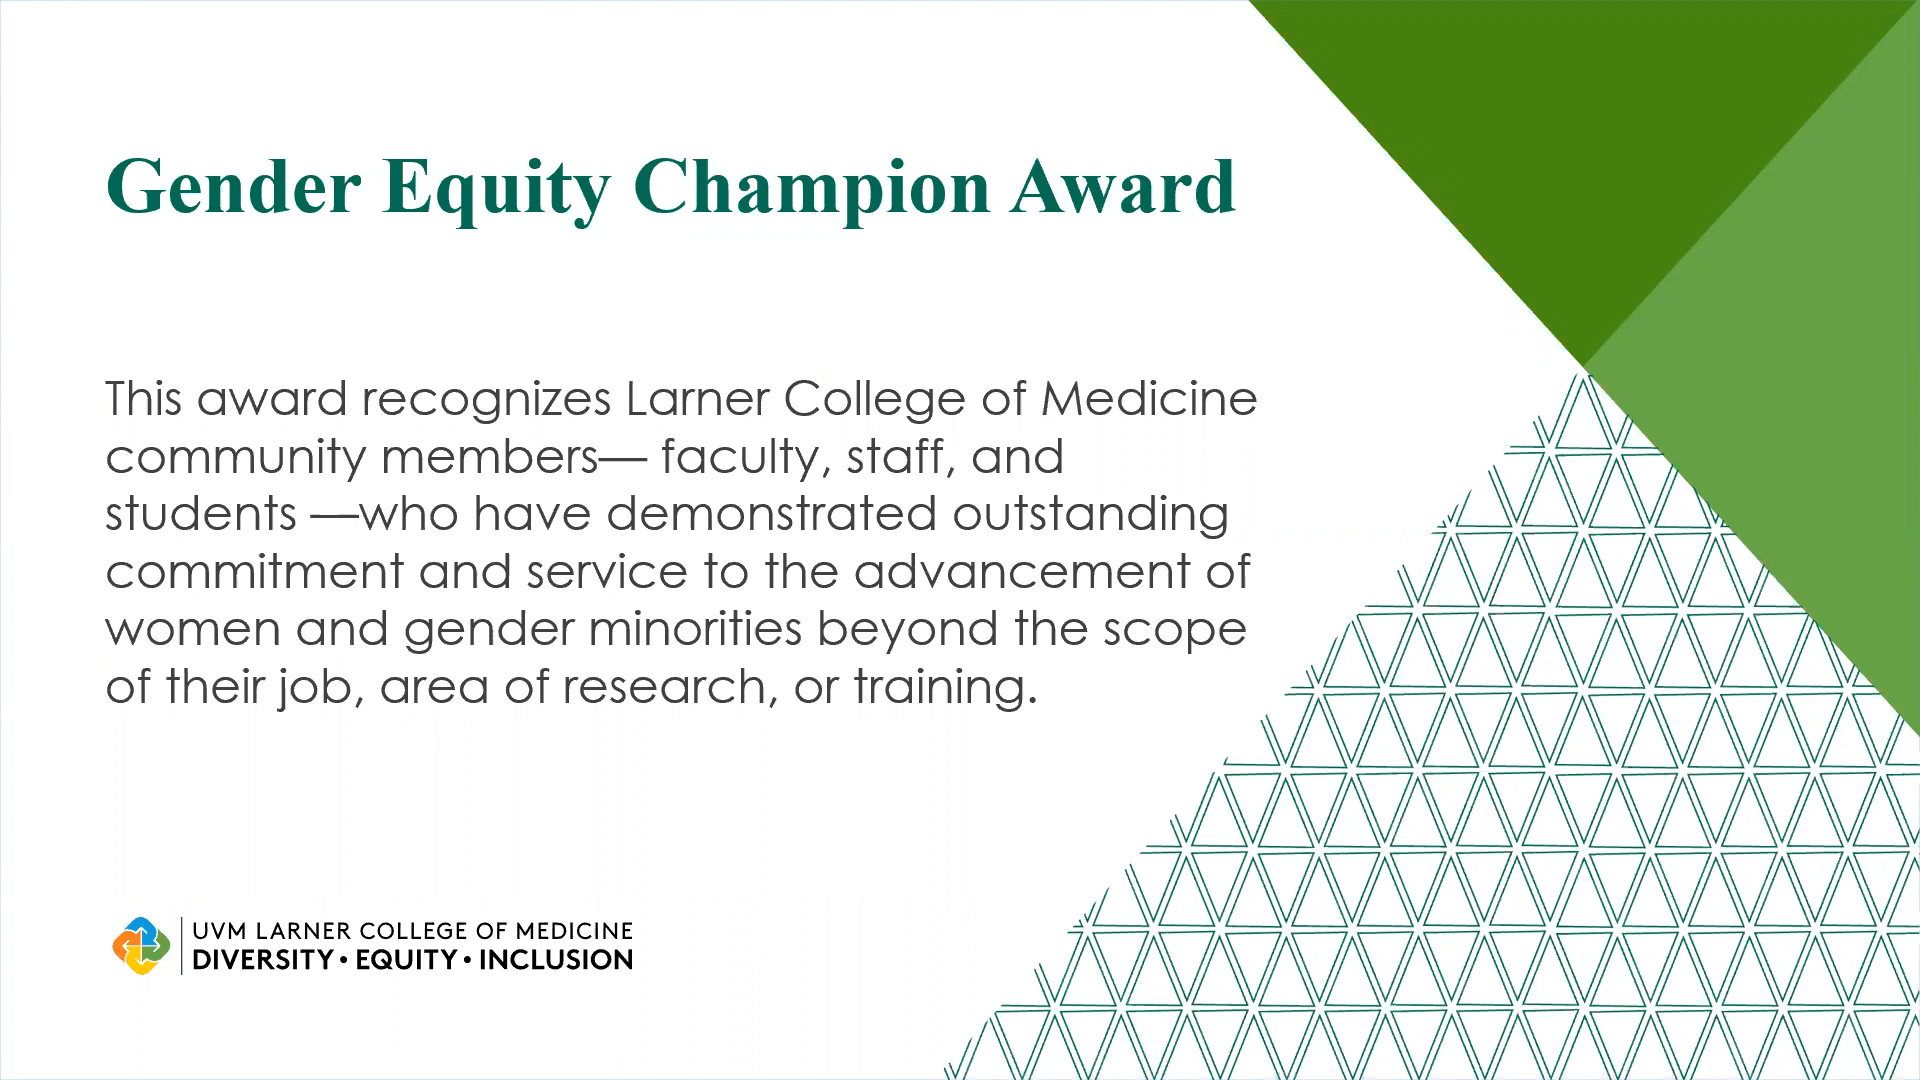 Gender Equity Champion Award
This award recognizes Larner College of Medicine
community members— faculty, staff, and
students —who have demonstrated outstanding
commitment and service to the advancement of
women and gender minorities beyond the scope
of their job, area of research, or training.
UVM LARNER COLLEGE OF MEDICINE
DIVERSITY • EQUITY • INCLUSION